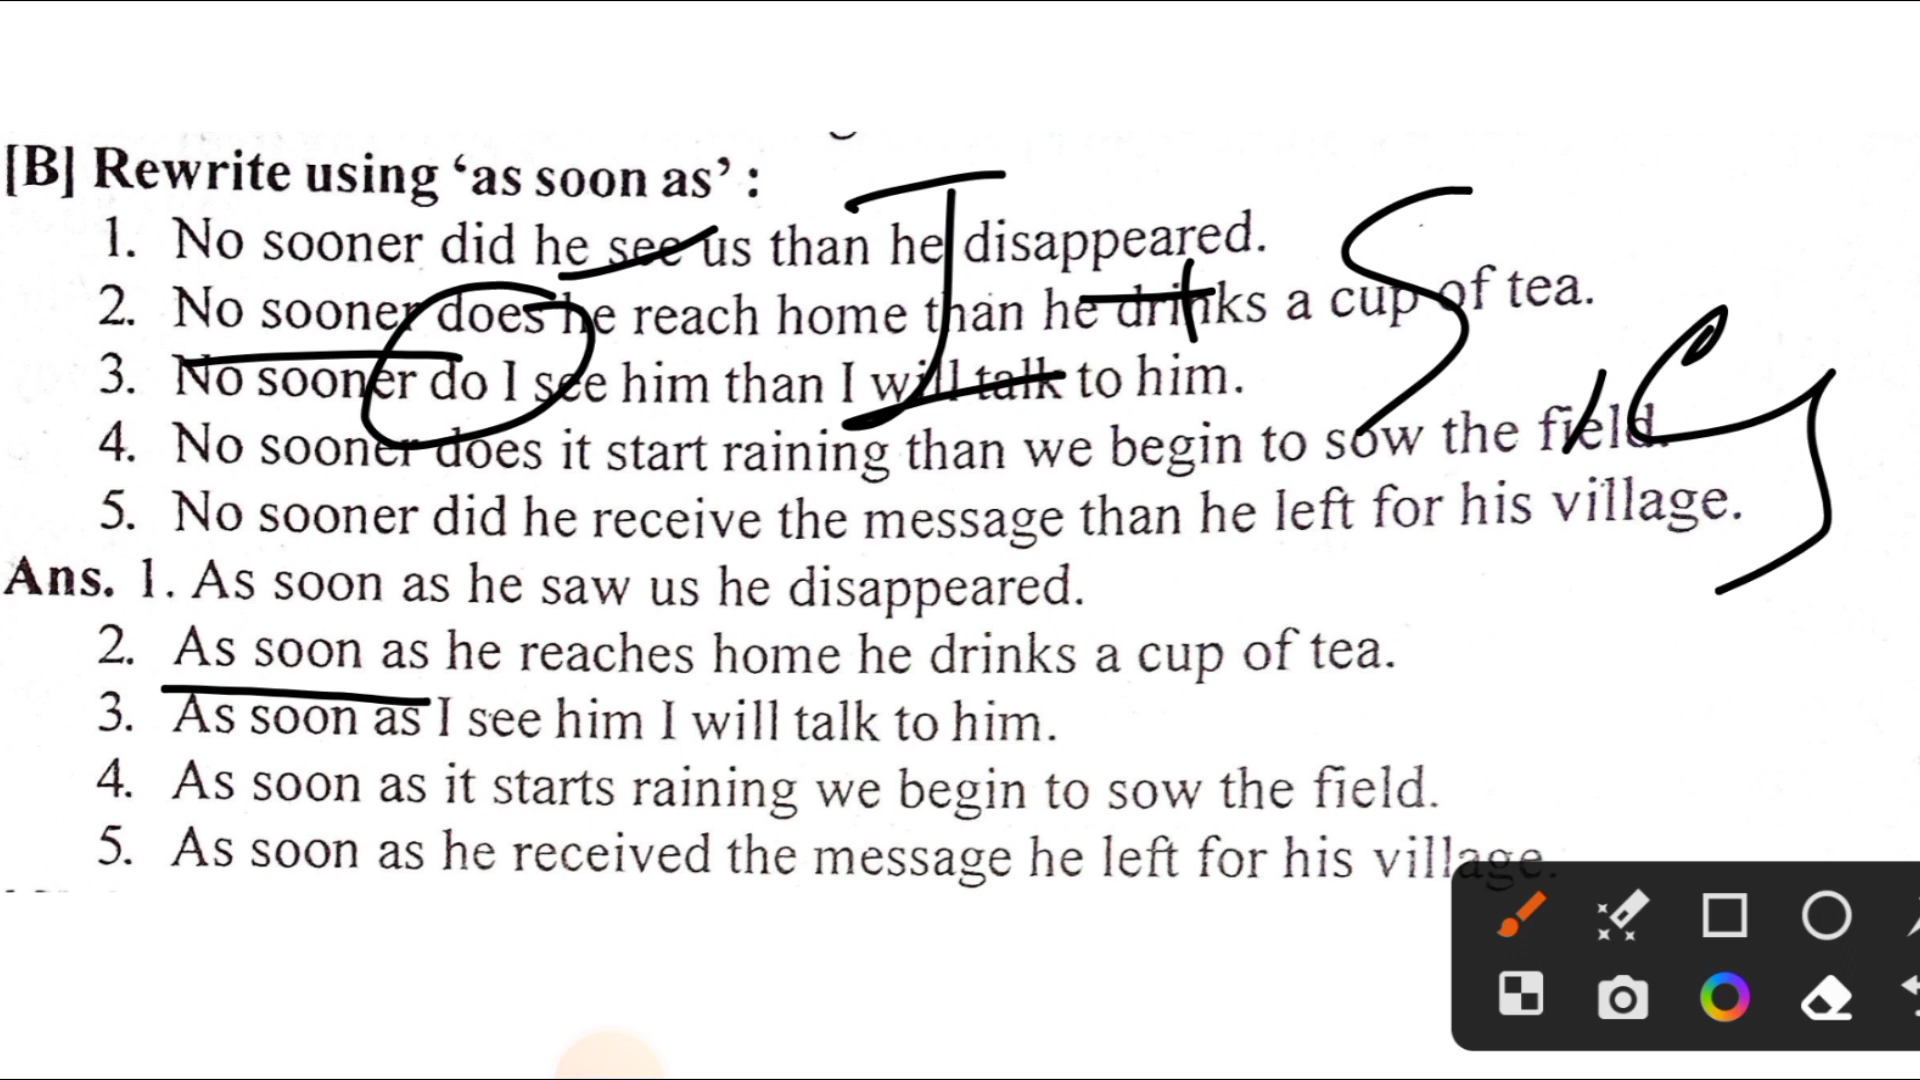 [B] Rewrite using ‘as soon as’ :
1. No sooner did he see us than he disappeared.
2. No sooner does he reach home than he drinks a cup of tea.
3. No sooner do I see him than I will talk to him.
4. No sooner does it start raining than we begin to sow the field.
5. No sooner did he receive the message than he left for his village.
Ans. 1. As soon as he saw us he disappeared.
2. As soon as he reaches home he drinks a cup of tea.
3. As soon as I see him I will talk to him.
4. As soon as it starts raining we begin to sow the field.
5. As soon as he received the message he left for his village.